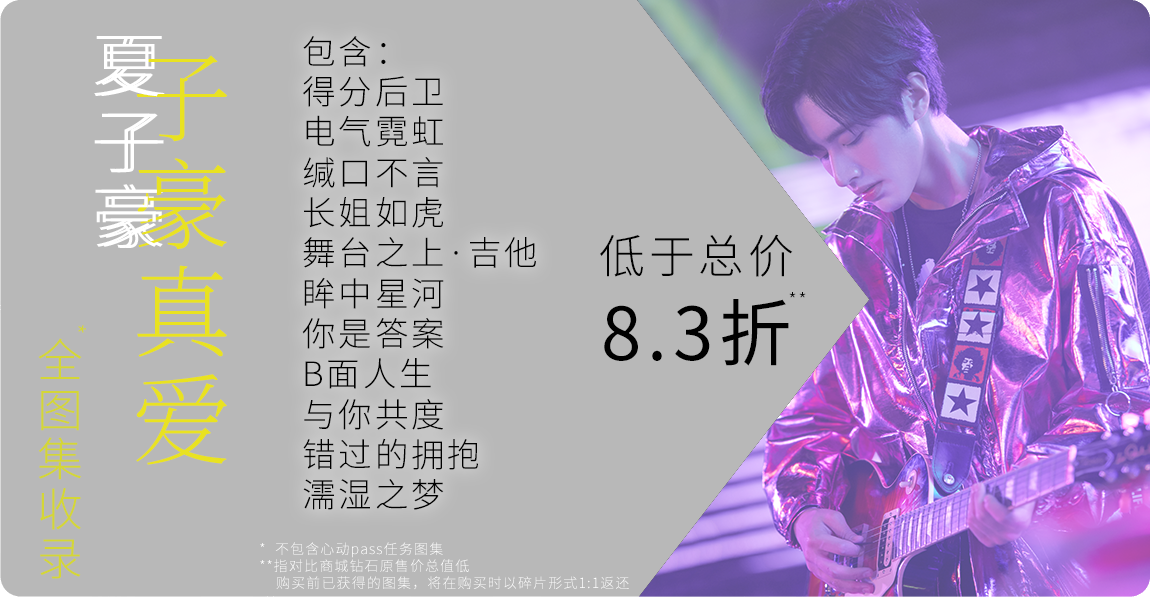 夏子豪
子豪真爱
*
全图集收录
包含：
得分后卫
电气霓虹
缄口不言
长姐如虎
舞台之上·吉他
眸中星河
你是答案
B面人生
与你共度
错过的拥抱
濡湿之梦
低于总价
8.3折**
* 不包含心动pass任务图集
**指对比商城钻石原售价总值低
购买前已获得的图集，将在购买时以碎片形式1:1返还